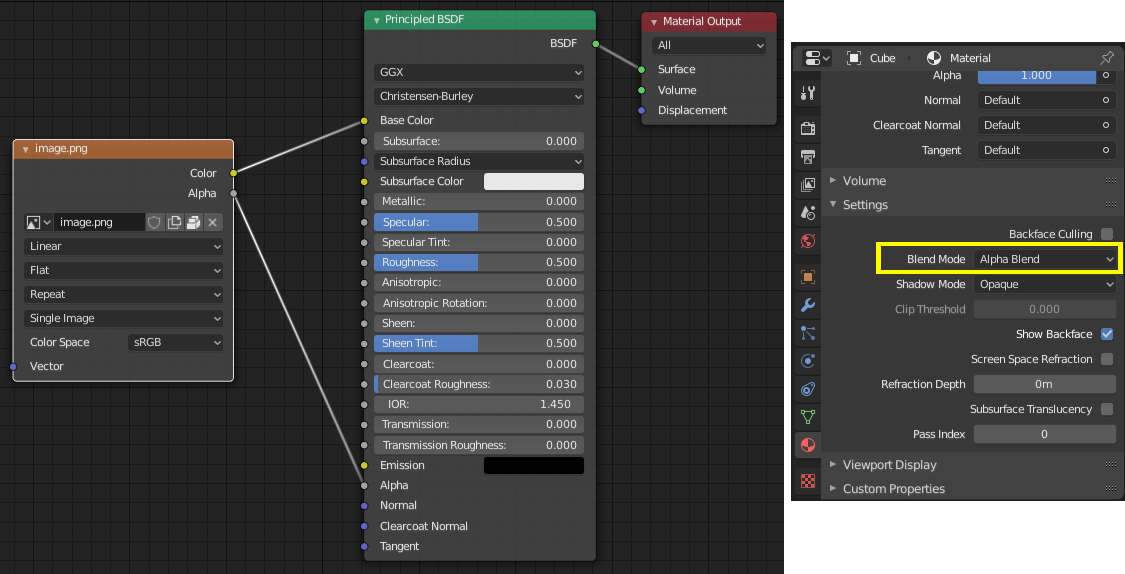 image.png
Color
Alpha
image.png
Linear
Flat
Repeat
Single Image
Color Space sRGB
Vector
Principled BSDF
BSDF
GGX
Christensen-Burley
Base Color
Subsurface: 0.000
Subsurface Radius
Subsurface Color
Metallic: 0.000
Specular: 0.500
Specular Tint: 0.000
Roughness: 0.500
Anisotropic: 0.000
Anisotropic Rotation: 0.000
Sheen: 0.000
Sheen Tint: 0.500
Clearcoat: 0.000
Clearcoat Roughness: 0.030
IOR: 1.450
Transmission: 0.000
Transmission Roughness: 0.000
Emission
Alpha
Normal
Clearcoat Normal
Tangent
Material Output
All
Surface
Volume
Displacement
Cube Material
Alpha 1.000
Normal Default
Clearcoat Normal Default
Tangent Default
Volume
Settings
Backface Culling
Blend Mode Alpha Blend
Shadow Mode Opaque
Clip Threshold 0.000
Show Backface
Screen Space Refraction
Refraction Depth 0m
Subsurface Translucency
Pass Index 0
Viewport Display
Custom Properties